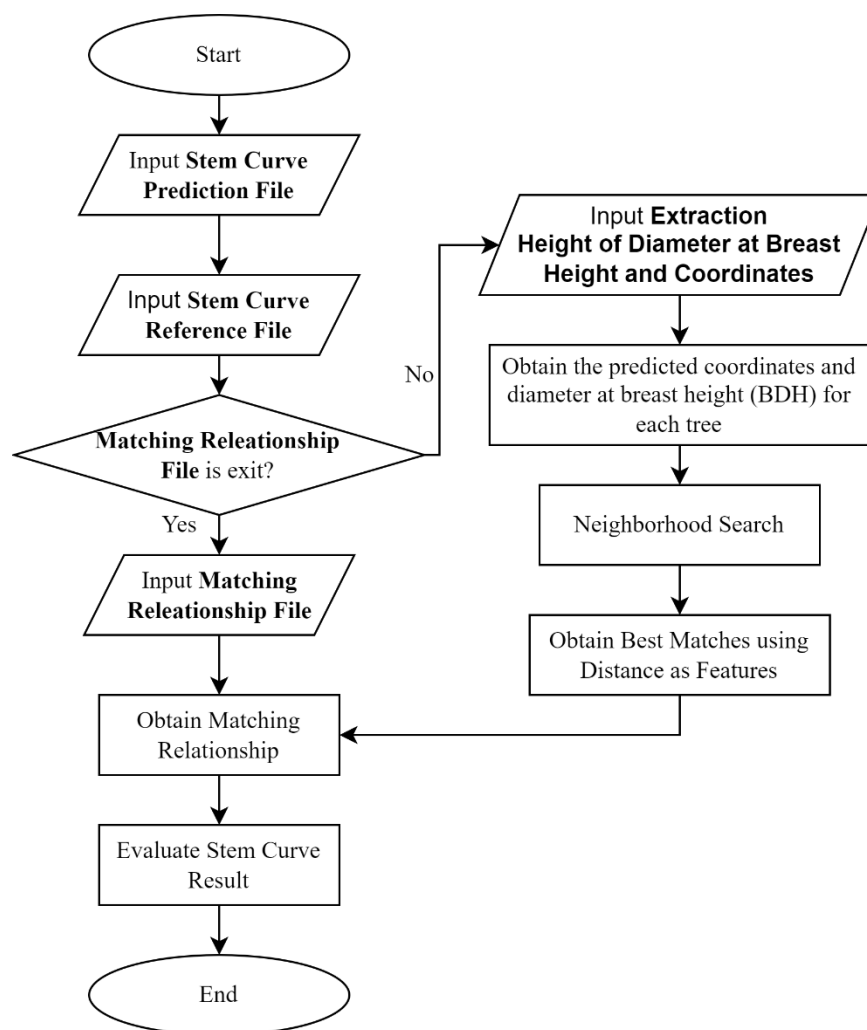 Start
Input Stem Curve
Prediction File
Input Stem Curve
Reference File
Matching Releationship
File is exit?
No
Yes
Input Matching
Releationship File
Obtain Matching
Relationship
Evaluate Stem Curve
Result
End
Input Extraction
Height of Diameter at Breast
Height and Coordinates
Obtain the predicted coordinates and
diameter at breast height (BDH) for
each tree
Neighborhood Search
Obtain Best Matches using
Distance as Features